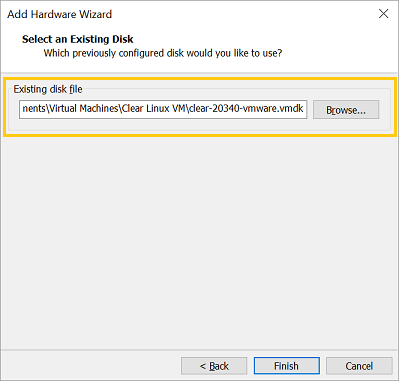 Add Hardware Wizard
Select an Existing Disk
Which previously configured disk would you like to use?
Existing disk file
nents\Virtual Machines\Clear Linux VM\clear-20340-vmware.vmdk
Browse...
< Back
Finish
Cancel